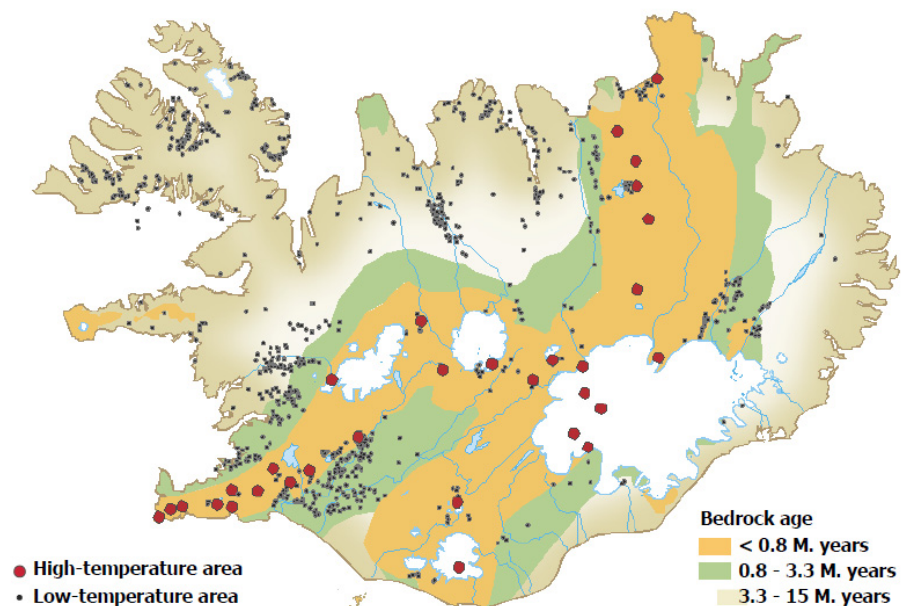 Bedrock age
< 0.8 M. years
0.8 - 3.3 M. years
3.3 - 15 M. years
High-temperature area
Low-temperature area